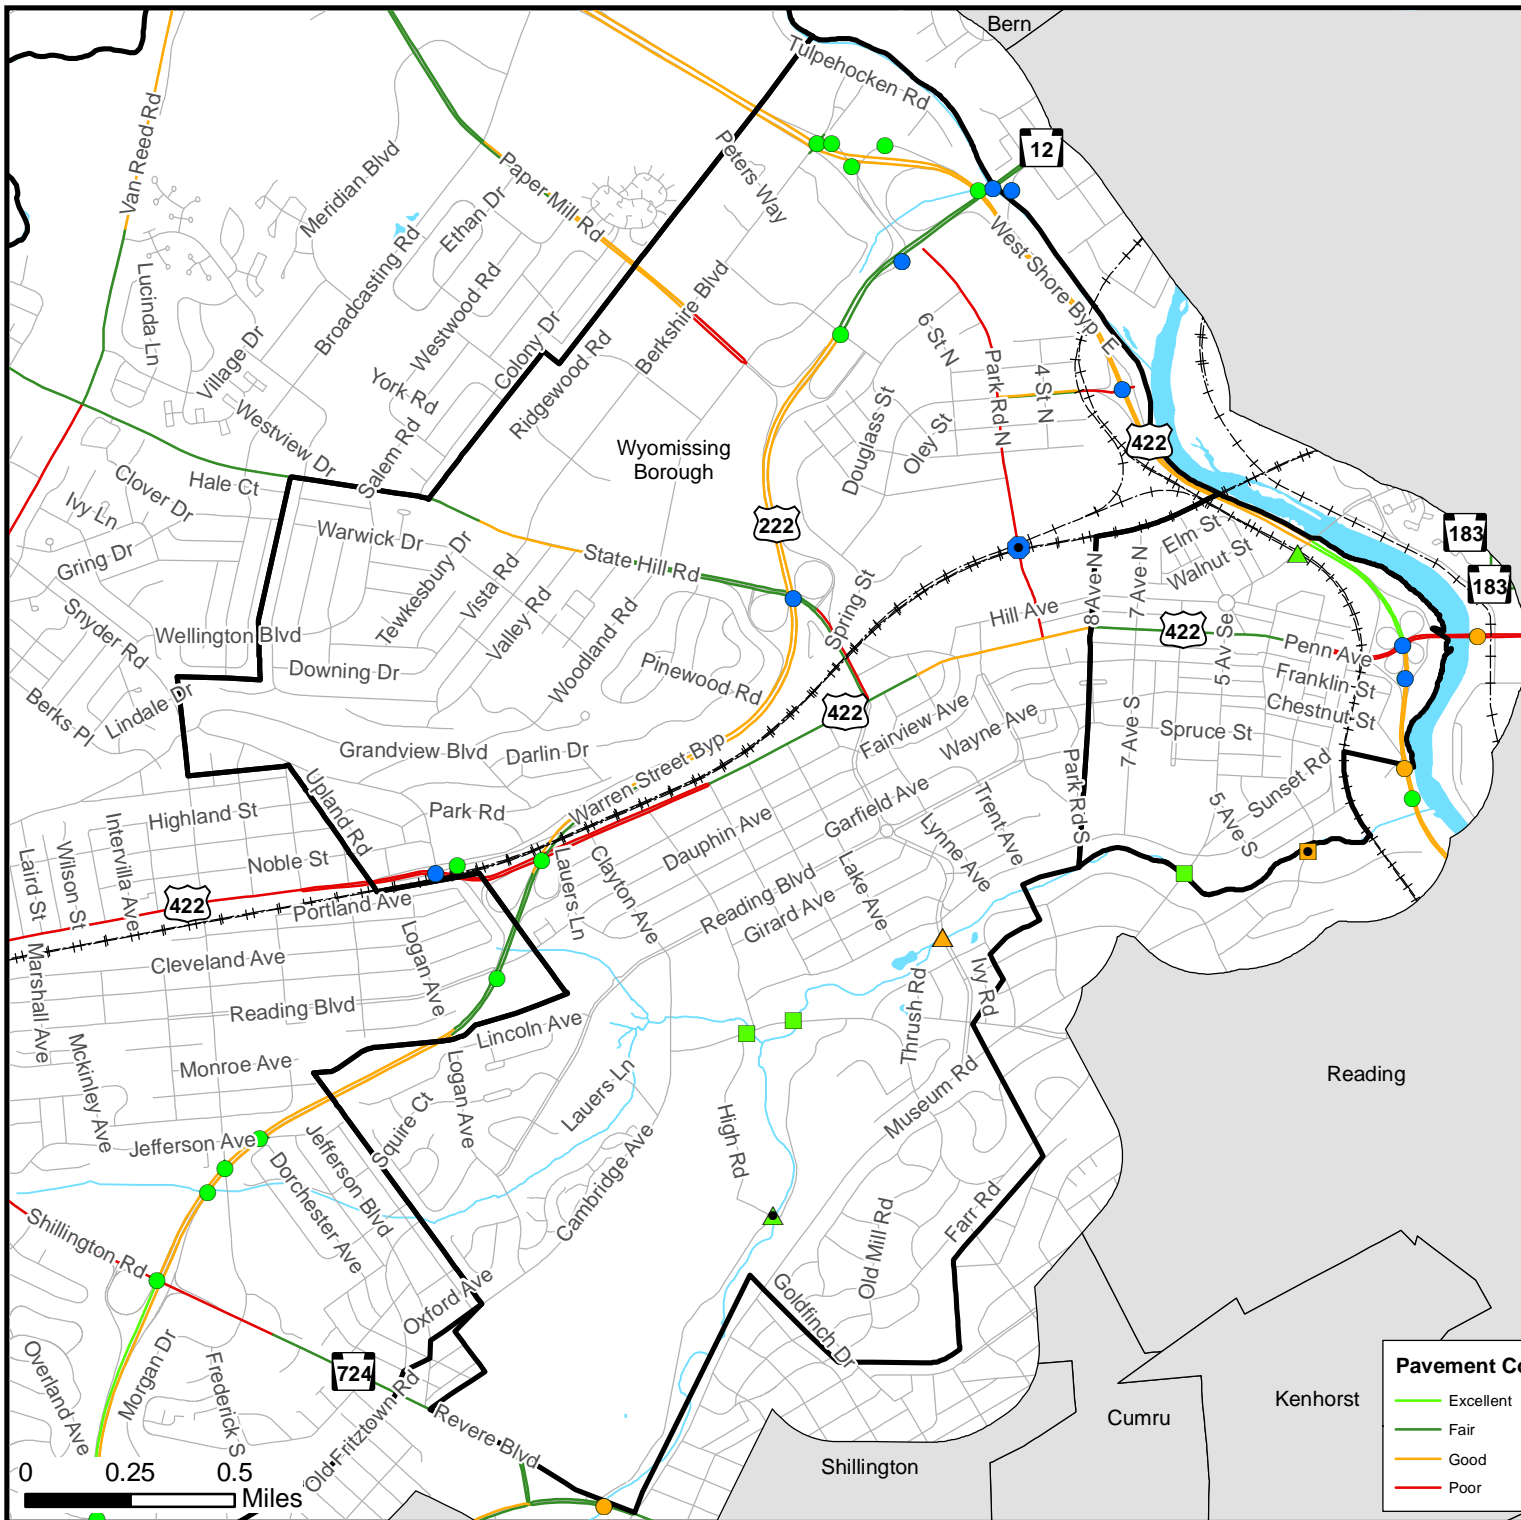 Bern
Tulpehocken Rd
12
Van Reed Rd
Meridian Blvd
Paper Mill Rd
Peters Way
Ethan Dr
Broadcasting Rd
Westwood Rd
West Shore Byp E
Lucinda Ln
Village Dr
Colony Dr
Berkshire Blvd
Ridgewood Rd
York Rd
6 St N
Park Rd N
4 St N
Douglass St
Oley St
422
Westview Dr
Salem Rd
Wyomissing
Borough
Clover Dr
Hale Ct
Ivy Ln
Gring Dr
Warwick Dr
Tewkesbury Dr
Vista Rd
222
State Hill Rd
Elm St
Walnut St
183
183
8 Ave N
7 Ave N
Snyder Rd
Wellington Blvd
Valley Rd
Woodland Rd
Spring St
Hill Ave
422
5 Av Se
Penn Ave
Franklin St
Chestnut St
Downing Dr
Pinewood Rd
Berks Pl
Lindale Dr
422
Fairview Ave
Wayne Ave
7 Ave S
Spruce St
Grandview Blvd
Darlin Dr
Warren Street Byp
Park Rd S
Sunset Rd
5 Ave S
Upland Rd
Park Rd
Highland St
Garfield Ave
Trent Ave
Lynne Ave
Dauphin Ave
Intervilla Ave
Wilson St
Laird St
Noble St
Lauers Ln
Clayton Ave
Lake Ave
Reading Blvd
Girard Ave
422
Portland Ave
Logan Ave
Cleveland Ave
Marshall Ave
Reading Blvd
Lincoln Ave
Ivy Rd
Thrush Rd
Monroe Ave
Mckinley Ave
Logan Ave
Lauers Ln
Museum Rd
Reading
Squire Ct
High Rd
Jefferson Ave
Jefferson Blvd
Dorchester Ave
Cambridge Ave
Shillington Rd
Old Mill Rd
Farr Rd
Oxford Ave
Goldfinch Dr
Overland Ave
Morgan Dr
Frederick S
724
Old Fritztown Rd
Revere Blvd
Cumru
Kenhorst
Shillington
0 0.25 0.5
Miles
Pavement Co
Excellent
Fair
Good
Poor